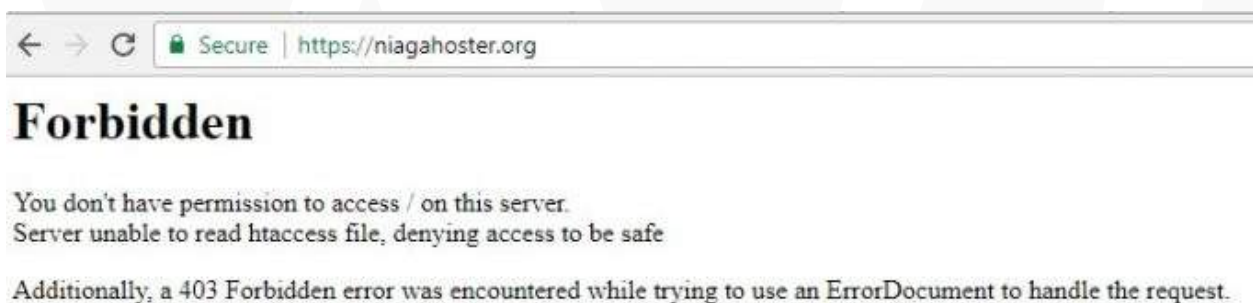 Secure | https://niagahoster.org
Forbidden
You don't have permission to access / on this server.
Server unable to read htaccess file, denying access to be safe
Additionally, a 403 Forbidden error was encountered while trying to use an ErrorDocument to handle the request.